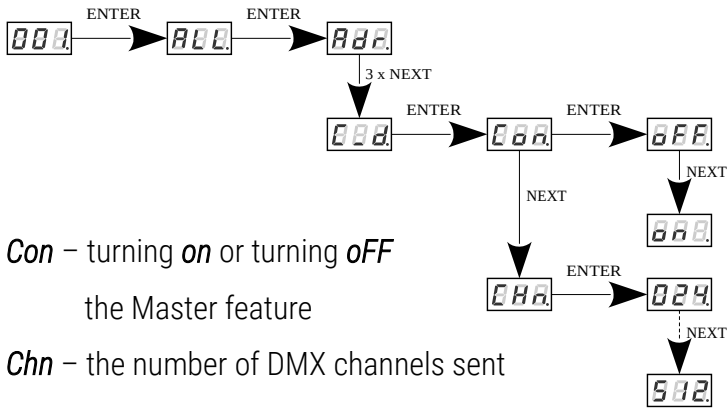 ENTER ENTER
001. ALL. Adr.
3 x NEXT
ENTER ENTER
C_d. Con. oFF.
NEXT NEXT
on.
Con – turning on or turning oFF
ENTER
the Master feature
CHn. 024.
NEXT
Chn – the number of DMX channels sent
512.